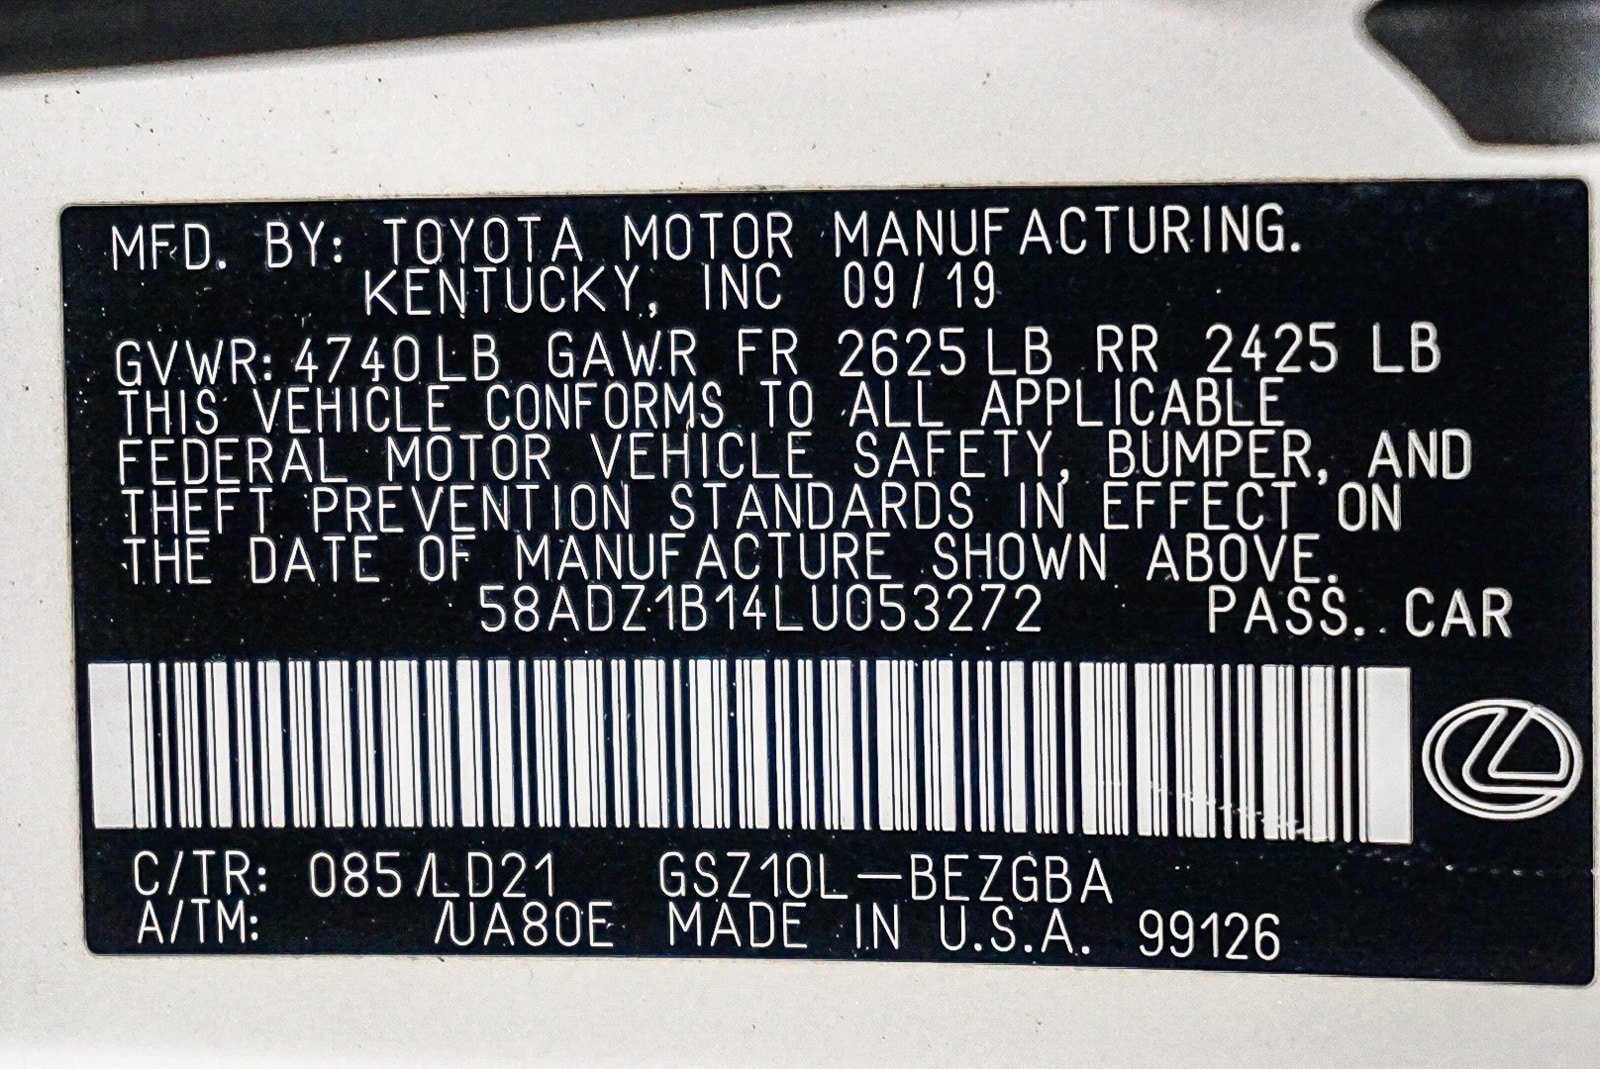 MFD. BY: TOYOTA MOTOR MANUFACTURING.
KENTUCKY, INC 09/19
GVWR: 4740LB GAWR FR 2625LB RR 2425 LB
THIS VEHICLE CONFORMS TO ALL APPLICABLE
FEDERAL MOTOR VEHICLE SAFETY, BUMPER, AND
THEFT PREVENTION STANDARDS IN EFFECT ON
THE DATE OF MANUFACTURE SHOWN ABOVE.
58ADZ1B14LU053272 PASS. CAR
C/TR: 085/LD21 GSZ10L-BEZGBA
A/TM: /UA80E MADE IN U.S.A. 99126